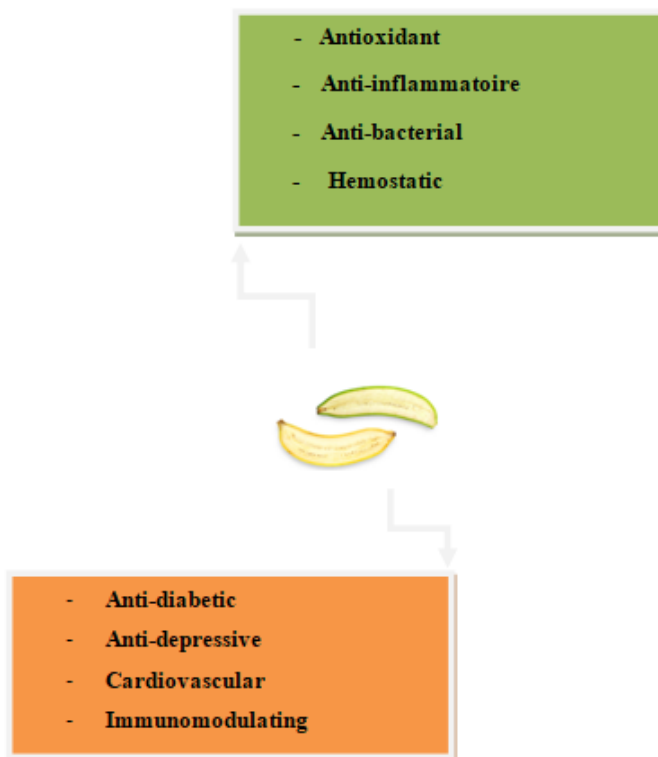 - Antioxidant
- Anti-inflammatoire
- Anti-bacterial
- Hemostatic
- Anti-diabetic
- Anti-depressive
- Cardiovascular
- Immunomodulating